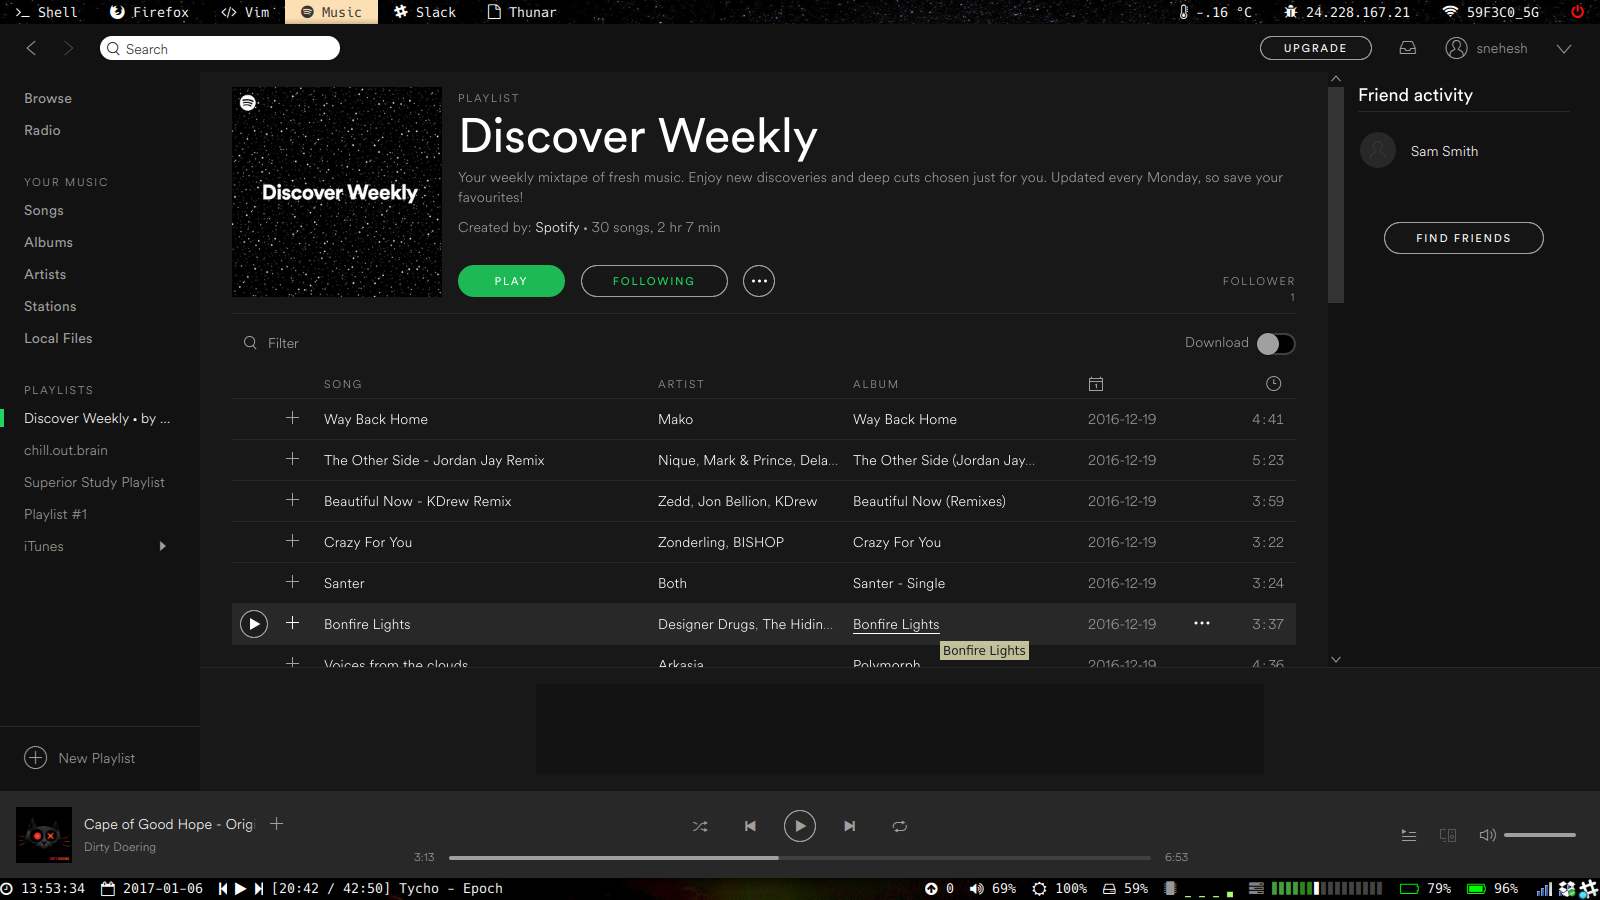 Shell Firefox Vim Music Slack Thunar -.16 °C 24.228.167.21 59F3C0_5G
Search UPGRADE snehesh
Browse
Radio
YOUR MUSIC
Songs
Albums
Artists
Stations
Local Files
PLAYLISTS
Discover Weekly • by ...
chill.out.brain
Superior Study Playlist
Playlist #1
iTunes
New Playlist
Discover Weekly
PLAYLIST
Discover Weekly
Your weekly mixtape of fresh music. Enjoy new discoveries and deep cuts chosen just for you. Updated every Monday, so save your
favourites!
Created by: Spotify • 30 songs, 2 hr 7 min
PLAY FOLLOWING FOLLOWER
1
Filter Download
SONG ARTIST ALBUM
Way Back Home Mako Way Back Home 2016-12-19 4:41
The Other Side - Jordan Jay Remix Nique, Mark & Prince, Dela... The Other Side (Jordan Jay... 2016-12-19 5:23
Beautiful Now - KDrew Remix Zedd, Jon Bellion, KDrew Beautiful Now (Remixes) 2016-12-19 3:59
Crazy For You Zonderling, BISHOP Crazy For You 2016-12-19 3:22
Santer Both Santer - Single 2016-12-19 3:24
Bonfire Lights Designer Drugs, The Hidin... Bonfire Lights 2016-12-19 3:37
Bonfire Lights
Voices from the clouds Arkasia Polymorph 2016-12-19 4:36
Friend activity
Sam Smith
FIND FRIENDS
Cape of Good Hope - Origi
Dirty Doering
3:13 6:53
13:53:34 2017-01-06 [20:42 / 42:50] Tycho - Epoch 0 69% 100% 59% 79% 96%